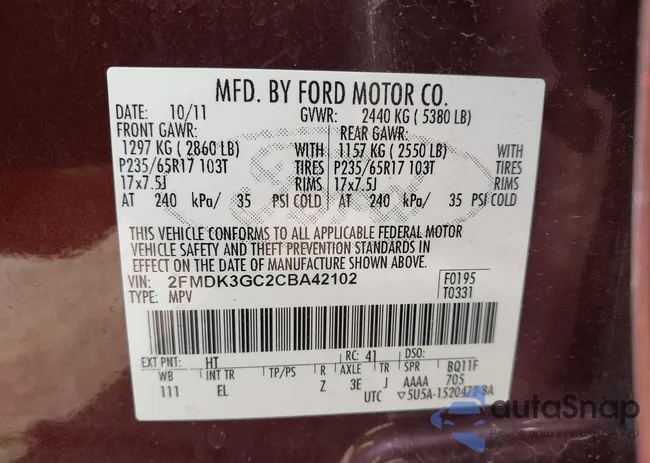 MFD. BY FORD MOTOR CO.
DATE: 10/11 GVWR: 2440 KG ( 5380 LB)
FRONT GAWR: REAR GAWR:
1297 KG ( 2860 LB) WITH 1157 KG ( 2550 LB) WITH
P235/65R17 103T TIRES P235/65R17 103T TIRES
17x7.5J RIMS 17x7.5J RIMS
AT 240 kPa/ 35 PSI COLD AT 240 kPa/ 35 PSI COLD
THIS VEHICLE CONFORMS TO ALL APPLICABLE FEDERAL MOTOR
VEHICLE SAFETY AND THEFT PREVENTION STANDARDS IN
EFFECT ON THE DATE OF MANUFACTURE SHOWN ABOVE.
VIN: 2FMDK3GC2CBA42102 F0195
TYPE: MPV T0331
EXT PNT: HT RC: 41 DSO:
WB INT TR TP/PS R AXLE TR SPR BQ11F
111 EL Z 3E J AAAA 705
UTC ▽5U5A-1520472-BA
autoSnap